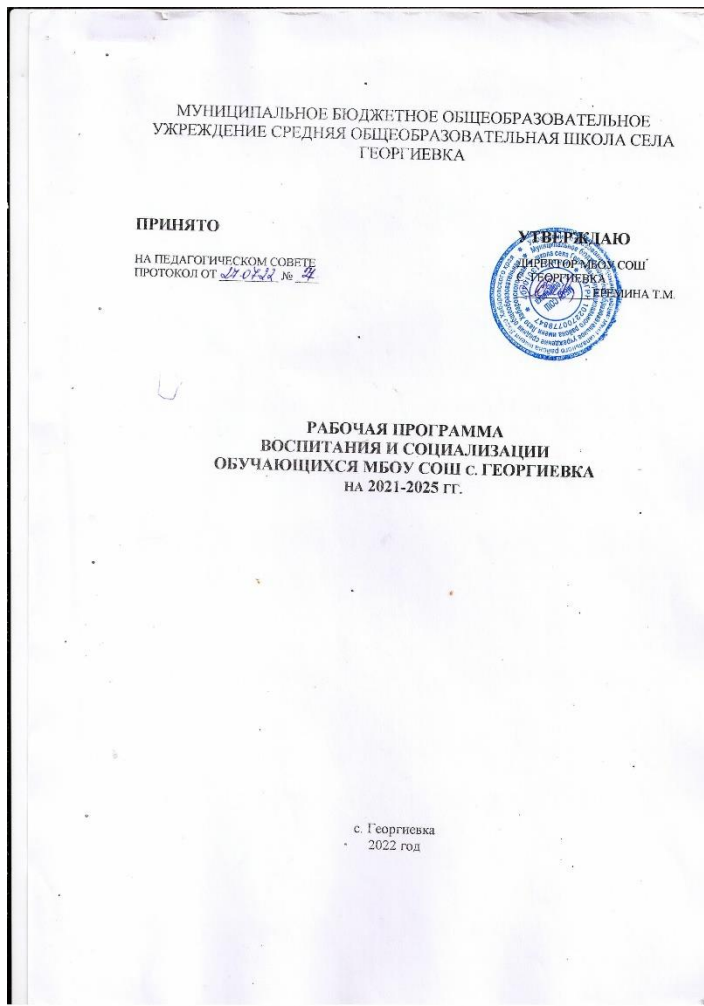 МУНИЦИПАЛЬНОЕ БЮДЖЕТНОЕ ОБЩЕОБРАЗОВАТЕЛЬНОЕ
УЖРЕЖДЕНИЕ СРЕДНЯЯ ОБЩЕОБРАЗОВАТЕЛЬНАЯ ШКОЛА СЕЛА
ГЕОРГИЕВКА
ПРИНЯТО
НА ПЕДАГОГИЧЕСКОМ СОВЕТЕ
ПРОТОКОЛ ОТ №
УТВЕРЖДАЮ
ДИРЕКТОР МБОУ СОШ
ГЕОРГИЕВКА
ЕРЕМИНА Т.М.
РАБОЧАЯ ПРОГРАММА
ВОСПИТАНИЯ И СОЦИАЛИЗАЦИИ
ОБУЧАЮЩИХСЯ МБОУ СОШ с. ГЕОРГИЕВКА
НА 2021-2025 ГГ.
с. Георгиевка
2022 год